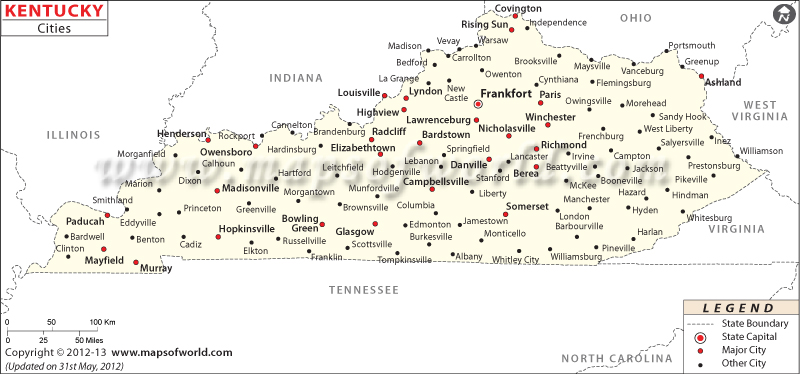 KENTUCKY
Cities
Covington
Rising Sun
Independence
OHIO
Vevay
Warsaw
Madison
Carrollton
Portsmouth
Bedford
Brooksville
Maysville
Greenup
Vanceburg
INDIANA
La Grange
Owenton
Cynthiana
Flemingsburg
Ashland
New
Castle
Louisville
Lyndon
Frankfort
Paris
Owingsville
Morehead
WEST
VIRGINIA
Highview
Lawrenceburg
Winchester
Sandy Hook
ILLINOIS
Cannelton
Brandenburg
Radcliff
Bardstown
Nicholasville
Frenchburg
West Liberty
Henderson
Rockport
Owensboro
Hardinsburg
Elizabethtown
Springfield
Richmond
Salyersville
Inez
Morganfield
Calhoun
Lebanon
Danville
Lancaster
Irvine
Campton
Williamson
Dixon
Hartford
Leitchfield
Hodgenville
Stanford
Berea
Beattyville
Jackson
Prestonsburg
Marion
Madisonville
Morgantown
Munfordville
Campbellsville
Liberty
McKee
Booneville
Pikeville
Smithland
Princeton
Greenville
Brownsville
Columbia
Somerset
Manchester
Hazard
Hindman
Paducah
Eddyville
Bowling
Green
Glasgow
Edmonton
Jamestown
London
Hyden
Whitesburg
Bardwell
Benton
Cadiz
Hopkinsville
Russellville
Scottsville
Burkesville
Monticello
Barbourville
Harlan
VIRGINIA
Clinton
Mayfield
Murray
Elkton
Franklin
Tompkinsville
Albany
Whitley City
Williamsburg
Pineville
www.mapsofworld.com
TENNESSEE
NORTH CAROLINA
0 50 100 Km
0 50 100 Miles
Copyright © 2012-13 www.mapsofworld.com
(Updated on 31st May, 2012)
LEGEND
State Boundary
State Capital
Major City
Other City